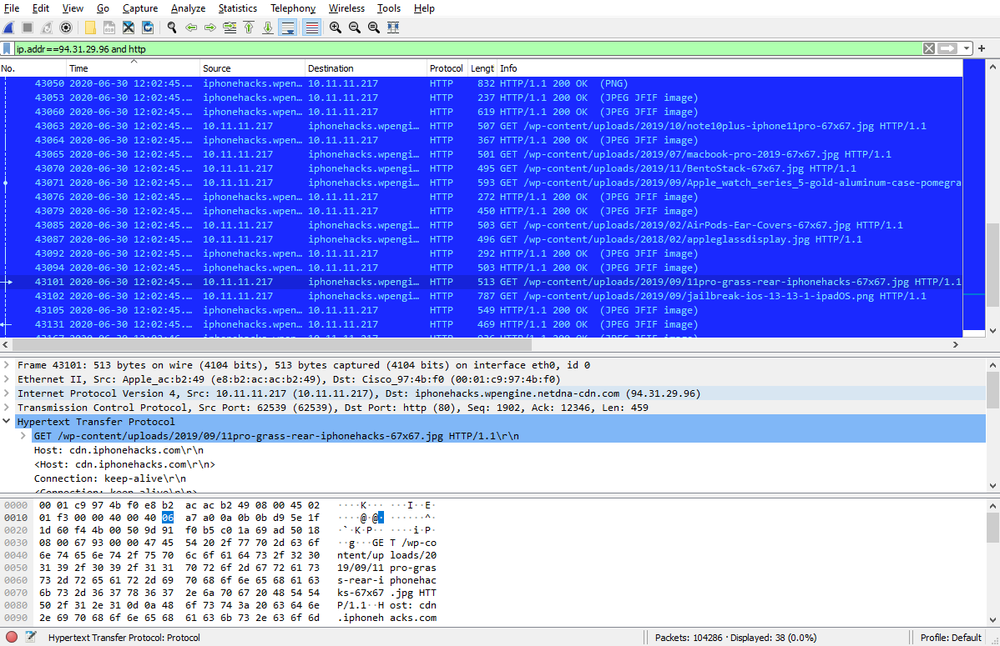 File Edit View Go Capture Analyze Statistics Telephony Wireless Tools Help
ip.addr==94.31.29.96 and http
No. Time Source Destination Protocol Lengt Info
43050 2020-06-30 12:02:45.… iphonehacks.wpen… 10.11.11.217 HTTP 832 HTTP/1.1 200 OK (PNG)
43053 2020-06-30 12:02:45.… iphonehacks.wpen… 10.11.11.217 HTTP 237 HTTP/1.1 200 OK (JPEG JFIF image)
43060 2020-06-30 12:02:45.… iphonehacks.wpen… 10.11.11.217 HTTP 619 HTTP/1.1 200 OK (JPEG JFIF image)
43063 2020-06-30 12:02:45.… 10.11.11.217 iphonehacks.wpengi… HTTP 507 GET /wp-content/uploads/2019/10/note10plus-iphone11pro-67x67.jpg HTTP/1.1
43064 2020-06-30 12:02:45.… iphonehacks.wpen… 10.11.11.217 HTTP 367 HTTP/1.1 200 OK (JPEG JFIF image)
43065 2020-06-30 12:02:45.… 10.11.11.217 iphonehacks.wpengi… HTTP 501 GET /wp-content/uploads/2019/07/macbook-pro-2019-67x67.jpg HTTP/1.1
43070 2020-06-30 12:02:45.… 10.11.11.217 iphonehacks.wpengi… HTTP 495 GET /wp-content/uploads/2019/11/BentoStack-67x67.jpg HTTP/1.1
43071 2020-06-30 12:02:45.… 10.11.11.217 iphonehacks.wpengi… HTTP 593 GET /wp-content/uploads/2019/09/Apple_watch_series_5-gold-aluminum-case-pomegra
43076 2020-06-30 12:02:45.… iphonehacks.wpen… 10.11.11.217 HTTP 272 HTTP/1.1 200 OK (JPEG JFIF image)
43079 2020-06-30 12:02:45.… iphonehacks.wpen… 10.11.11.217 HTTP 450 HTTP/1.1 200 OK (JPEG JFIF image)
43085 2020-06-30 12:02:45.… 10.11.11.217 iphonehacks.wpengi… HTTP 503 GET /wp-content/uploads/2019/02/AirPods-Ear-Covers-67x67.jpg HTTP/1.1
43087 2020-06-30 12:02:45.… 10.11.11.217 iphonehacks.wpengi… HTTP 496 GET /wp-content/uploads/2018/02/appleglassdisplay.jpg HTTP/1.1
43092 2020-06-30 12:02:45.… iphonehacks.wpen… 10.11.11.217 HTTP 292 HTTP/1.1 200 OK (JPEG JFIF image)
43094 2020-06-30 12:02:45.… iphonehacks.wpen… 10.11.11.217 HTTP 503 HTTP/1.1 200 OK (JPEG JFIF image)
43101 2020-06-30 12:02:45.… 10.11.11.217 iphonehacks.wpengi… HTTP 513 GET /wp-content/uploads/2019/09/11pro-grass-rear-iphonehacks-67x67.jpg HTTP/1.1
43102 2020-06-30 12:02:45.… 10.11.11.217 iphonehacks.wpengi… HTTP 787 GET /wp-content/uploads/2019/09/jailbreak-ios-13-13-1-ipadOS.png HTTP/1.1
43105 2020-06-30 12:02:45.… iphonehacks.wpen… 10.11.11.217 HTTP 549 HTTP/1.1 200 OK (JPEG JFIF image)
43131 2020-06-30 12:02:45.… iphonehacks.wpen… 10.11.11.217 HTTP 469 HTTP/1.1 200 OK (JPEG JFIF image)
Frame 43101: 513 bytes on wire (4104 bits), 513 bytes captured (4104 bits) on interface eth0, id 0
Ethernet II, Src: Apple_ac:b2:49 (e8:b2:ac:ac:b2:49), Dst: Cisco_97:4b:f0 (00:01:c9:97:4b:f0)
Internet Protocol Version 4, Src: 10.11.11.217 (10.11.11.217), Dst: iphonehacks.wpengine.netdna-cdn.com (94.31.29.96)
Transmission Control Protocol, Src Port: 62539 (62539), Dst Port: http (80), Seq: 1902, Ack: 12346, Len: 459
Hypertext Transfer Protocol
GET /wp-content/uploads/2019/09/11pro-grass-rear-iphonehacks-67x67.jpg HTTP/1.1\r\n
Host: cdn.iphonehacks.com\r\n
<Host: cdn.iphonehacks.com\r\n>
Connection: keep-alive\r\n
<Connection: keep-alive\r\n>
0000 00 01 c9 97 4b f0 e8 b2 ac ac b2 49 08 00 45 02 ····K··· ···I··E·
0010 01 f3 00 00 40 00 40 06 a7 a0 0a 0b 0b d9 5e 1f ····@·@· ······^·
0020 1d 60 f4 4b 00 50 9d 91 f0 b5 c0 1a 69 ad 50 18 ·`·K·P·· ····i·P·
0030 08 00 67 93 00 00 47 45 54 20 2f 77 70 2d 63 6f ··g···GE T /wp-co
0040 6e 74 65 6e 74 2f 75 70 6c 6f 61 64 73 2f 32 30 ntent/up loads/20
0050 31 39 2f 30 39 2f 31 31 70 72 6f 2d 67 72 61 73 19/09/11 pro-gras
0060 73 2d 72 65 61 72 2d 69 70 68 6f 6e 65 68 61 63 s-rear-i phonehac
0070 6b 73 2d 36 37 78 36 37 2e 6a 70 67 20 48 54 54 ks-67x67 .jpg HTT
0080 50 2f 31 2e 31 0d 0a 48 6f 73 74 3a 20 63 64 6e P/1.1··H ost: cdn
0090 2e 69 70 68 6f 6e 65 68 61 63 6b 73 2e 63 6f 6d .iphoneh acks.com
Hypertext Transfer Protocol: Protocol Packets: 104286 · Displayed: 38 (0.0%) Profile: Default